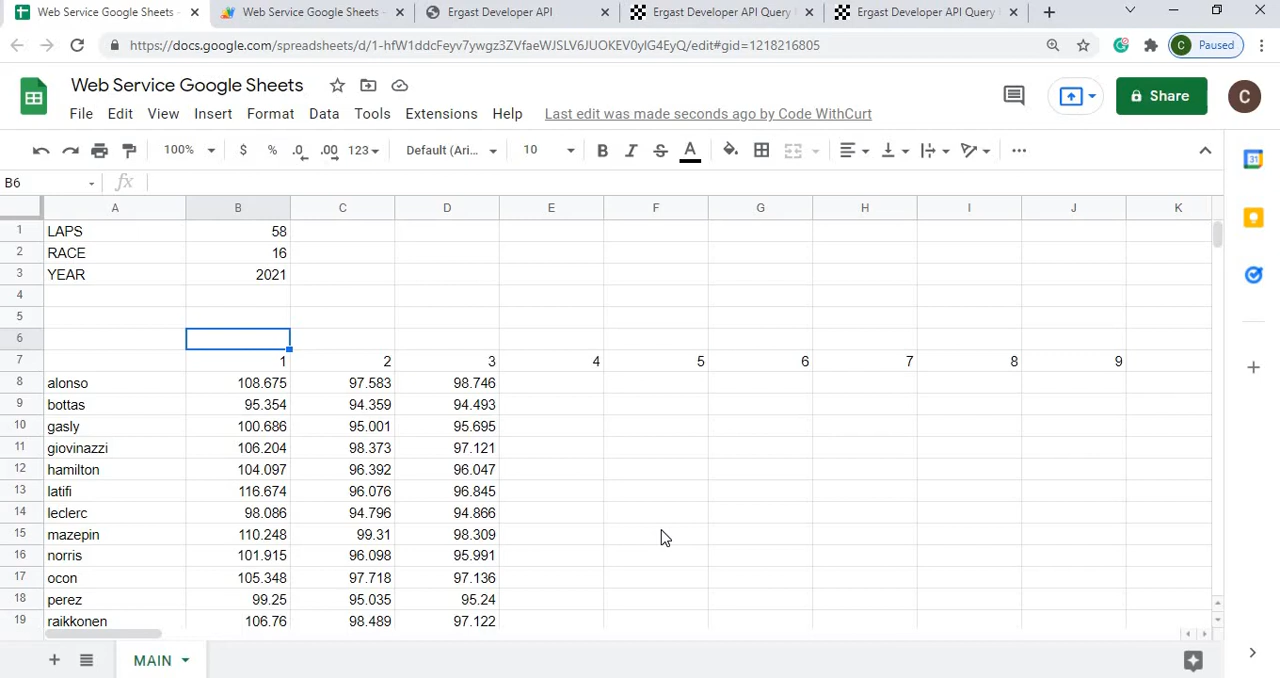 Web Service Google Sheets
Web Service Google Sheets -
Ergast Developer API
Ergast Developer API Query
Ergast Developer API Query
https://docs.google.com/spreadsheets/d/1-hfW1ddcFeyv7ywgz3ZVfaeWJSLV6JUOKEV0yIG4EyQ/edit#gid=1218216805
C Paused
Web Service Google Sheets
Share
C
File Edit View Insert Format Data Tools Extensions Help Last edit was made seconds ago by Code WithCurt
100% $ % .0 .00 123 Default (Ari... 10 B I S A
31
B6 fx
A B C D E F G H I J K
1 LAPS 58
2 RACE 16
3 YEAR 2021
4
5
6
7 1 2 3 4 5 6 7 8 9
8 alonso 108.675 97.583 98.746
9 bottas 95.354 94.359 94.493
10 gasly 100.686 95.001 95.695
11 giovinazzi 106.204 98.373 97.121
12 hamilton 104.097 96.392 96.047
13 latifi 116.674 96.076 96.845
14 leclerc 98.086 94.796 94.866
15 mazepin 110.248 99.31 98.309
16 norris 101.915 96.098 95.991
17 ocon 105.348 97.718 97.136
18 perez 99.25 95.035 95.24
19 raikkonen 106.76 98.489 97.122
MAIN